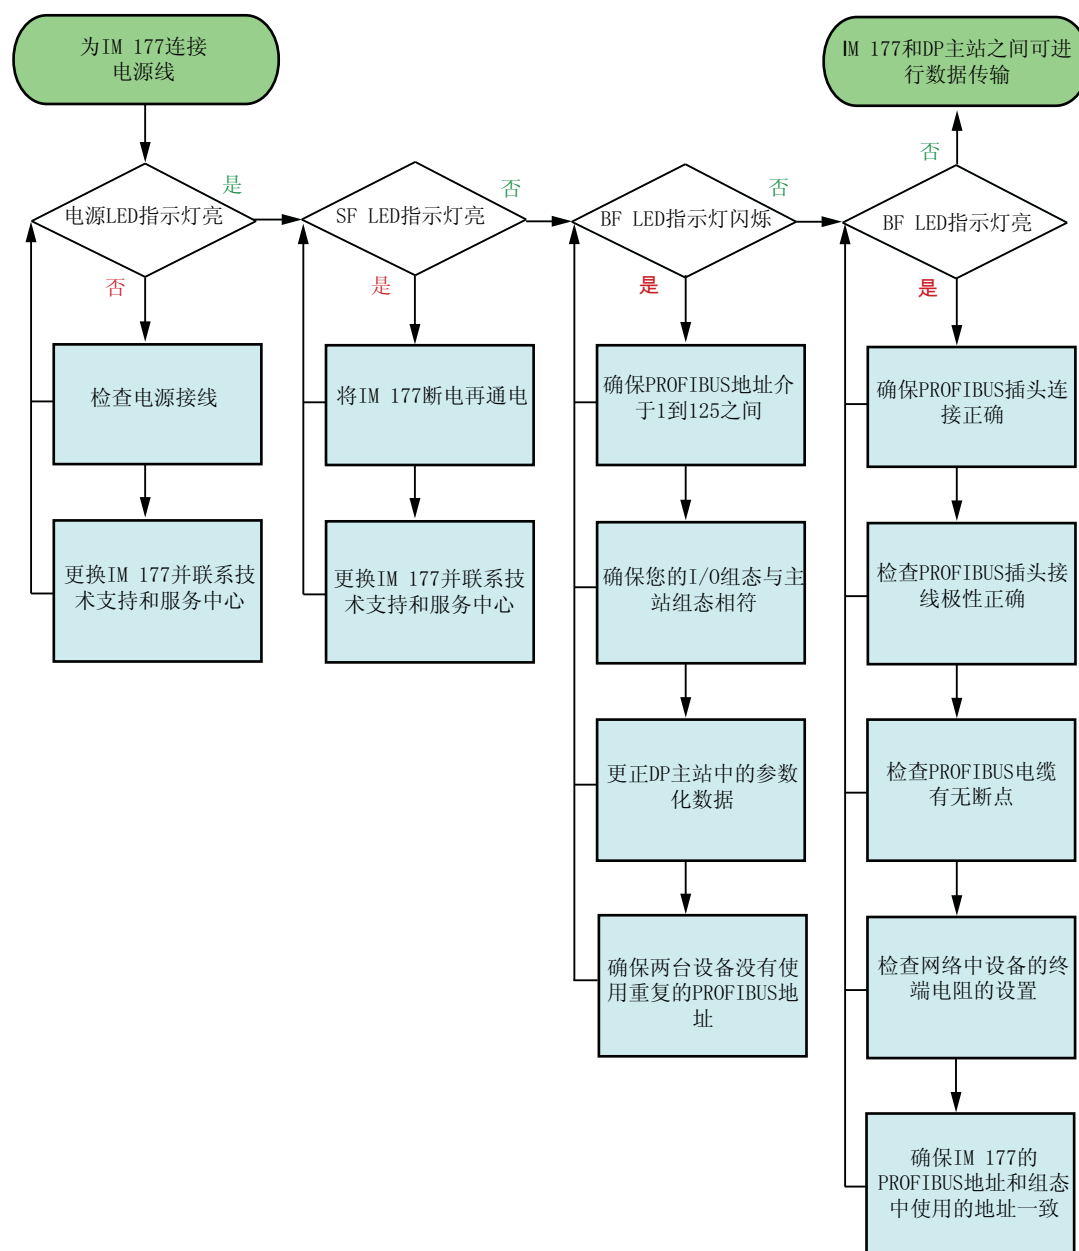 为IM 177连接
电源线
IM 177和DP主站之间可进
行数据传输
电源LED指示灯亮
是
否
SF LED指示灯亮
否
是
BF LED指示灯闪烁
否
是
BF LED指示灯亮
否
是
检查电源接线
更换IM 177并联系技
术支持和服务中心
将IM 177断电再通电
更换IM 177并联系技
术支持和服务中心
确保PROFIBUS地址介
于1到125之间
确保您的I/O组态与主
站组态相符
更正DP主站中的参数
化数据
确保两台设备没有使
用重复的PROFIBUS地
址
确保PROFIBUS插头连
接正确
检查PROFIBUS插头接
线极性正确
检查PROFIBUS电缆
有无断点
检查网络中设备的终
端电阻的设置
确保IM 177的
PROFIBUS地址和组态
中使用的地址一致